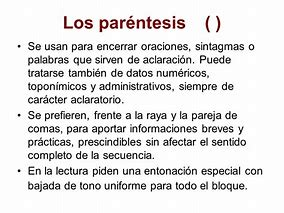 Los paréntesis ( )
• Se usan para encerrar oraciones, sintagmas o
palabras que sirven de aclaración. Puede
tratarse también de datos numéricos,
toponímicos y administrativos, siempre de
carácter aclaratorio.
• Se prefieren, frente a la raya y la pareja de
comas, para aportar informaciones breves y
prácticas, prescindibles sin afectar el sentido
completo de la secuencia.
• En la lectura piden una entonación especial con
bajada de tono uniforme para todo el bloque.